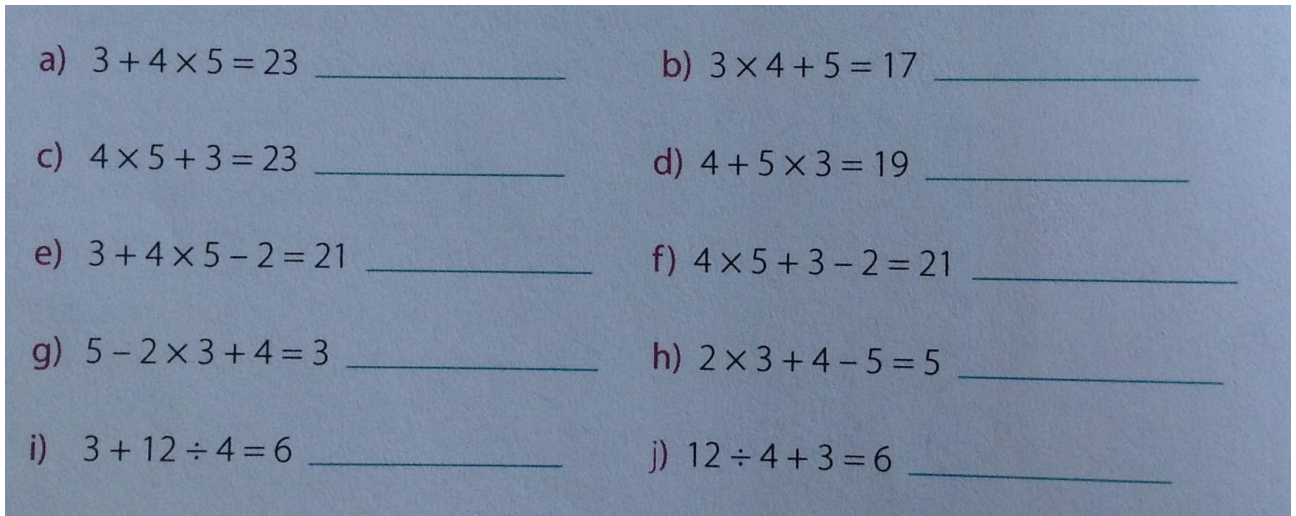 a) 3 + 4 × 5 = 23
b) 3 × 4 + 5 = 17
c) 4 × 5 + 3 = 23
d) 4 + 5 × 3 = 19
e) 3 + 4 × 5 – 2 = 21
f) 4 × 5 + 3 – 2 = 21
g) 5 – 2 × 3 + 4 = 3
h) 2 × 3 + 4 – 5 = 5
i) 3 + 12 ÷ 4 = 6
j) 12 ÷ 4 + 3 = 6